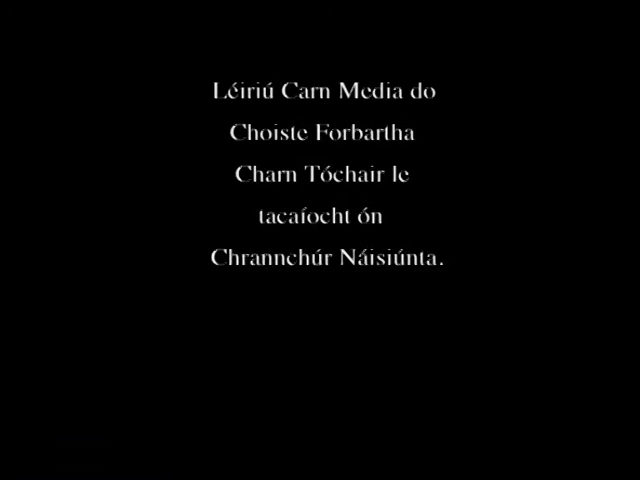 Léiriú Carn Media do
Choiste Forbartha
Charn Tóchair le
tacaíocht ón
Chrannchúr Náisiúnta.